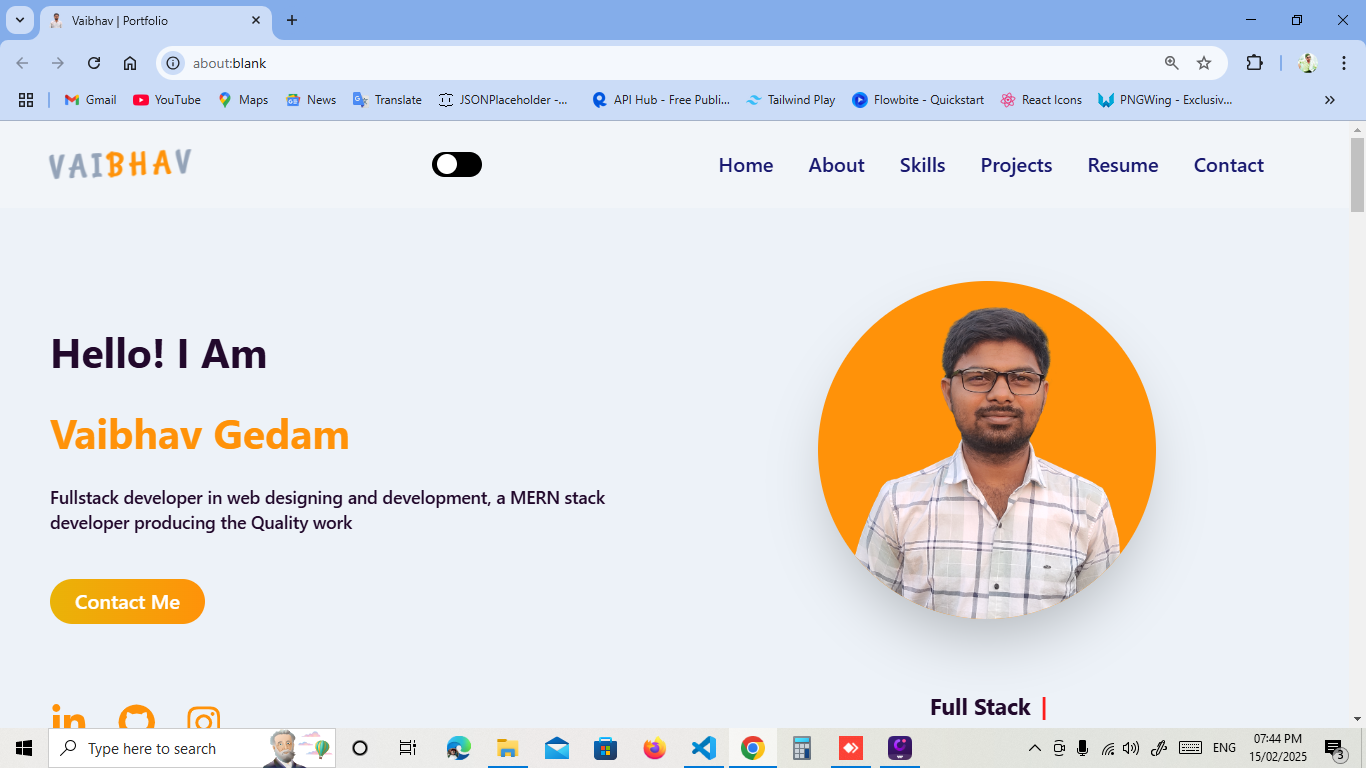 Vaibhav | Portfolio
about:blank
Gmail
YouTube
Maps
News
Translate
JSONPlaceholder -...
API Hub - Free Publi...
Tailwind Play
Flowbite - Quickstart
React Icons
PNGWing - Exclusiv...
VAIBHAV
Home
About
Skills
Projects
Resume
Contact
Hello! I Am
Vaibhav Gedam
Fullstack developer in web designing and development, a MERN stack
developer producing the Quality work
Contact Me
in
Full Stack |
Type here to search
ENG
07:44 PM
15/02/2025
3